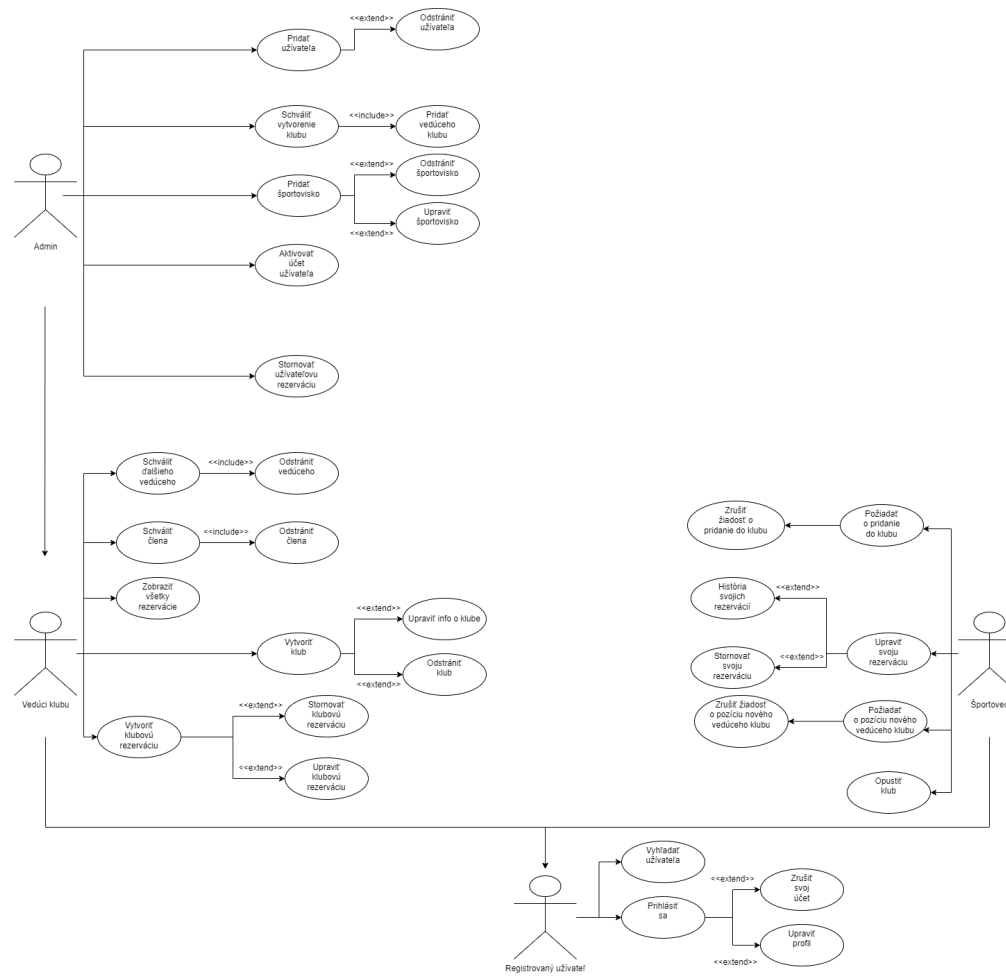 <<extend>>
Odstrániť
užívateľa
Pridať
užívateľa
Schváliť
vytvorenie
klubu
<<include>>
Pridať
vedúceho
klubu
<<extend>>
Odstrániť
športovisko
Pridať
športovisko
Upraviť
športovisko
<<extend>>
Admin
Aktivovať
účet
užívateľa
Stornovať
užívateľovu
rezerváciu
Schváliť
ďalšieho
vedúceho
<<include>>
Odstrániť
vedúceho
Schváliť
člena
<<include>>
Odstrániť
člena
Zobraziť
všetky
rezervácie
<<extend>>
Upraviť info o klube
Vytvoriť
klub
Odstrániť
klub
<<extend>>
Vedúci klubu
<<extend>>
Stornovať
klubovú
rezerváciu
Vytvoriť
klubovú
rezerváciu
<<extend>>
Upraviť
klubovú
rezerváciu
Zrušiť
žiadosť o
pridanie do klubu
Požiadať
o pridanie
do klubu
História
svojich
rezervácií
<<extend>>
Upraviť
svoju
rezerváciu
Stornovať
svoju
rezerváciu
<<extend>>
Športovec
Zrušiť žiadosť
o pozíciu nového
vedúceho klubu
Požiadať
o pozíciu nového
vedúceho klubu
Opustiť
klub
Vyhľadať
užívateľa
Prihlásiť
sa
<<extend>>
Zrušiť
svoj
účet
Upraviť
profil
<<extend>>
Registrovaný užívateľ